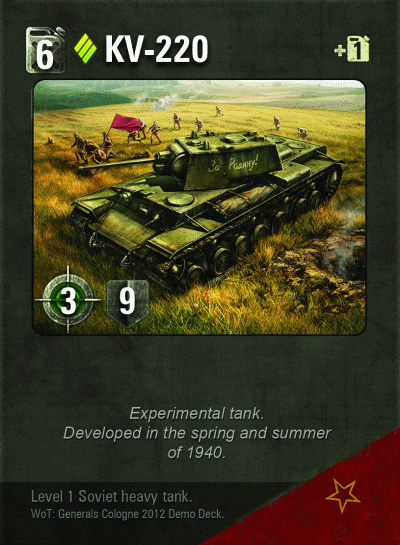 6 KV-220 +1
За Родину!
3 9
Experimental tank.
Developed in the spring and summer
of 1940.
Level 1 Soviet heavy tank.
WoT: Generals Cologne 2012 Demo Deck.